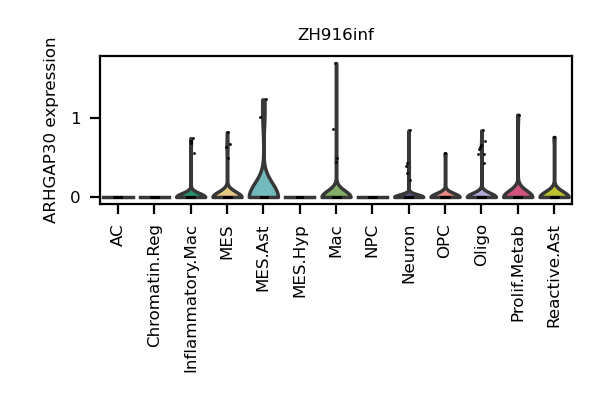 ZH916inf
ARHGAP30 expression
1
0
AC
Chromatin.Reg
Inflammatory.Mac
MES
MES.Ast
MES.Hyp
Mac
NPC
Neuron
OPC
Oligo
Prolif.Metab
Reactive.Ast